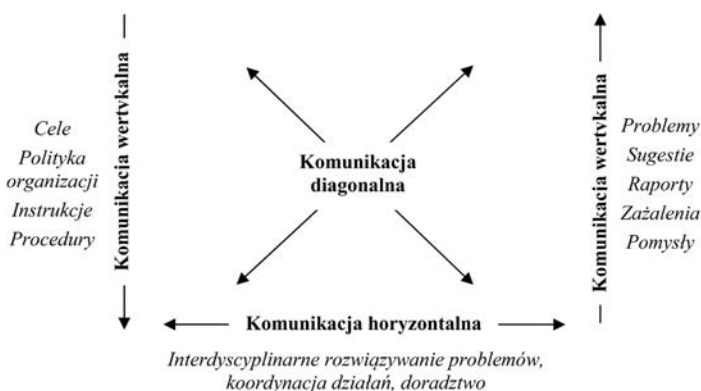 Cele
Polityka
organizacji
Instrukcje
Procedury
Komunikacja wertykalna
Komunikacja
diagonalna
Komunikacja wertykalna
Problemy
Sugestie
Raporty
Zażalenia
Pomysły
Komunikacja horyzontalna
Interdyscyplinarne rozwiązywanie problemów,
koordynacja działań, doradztwo